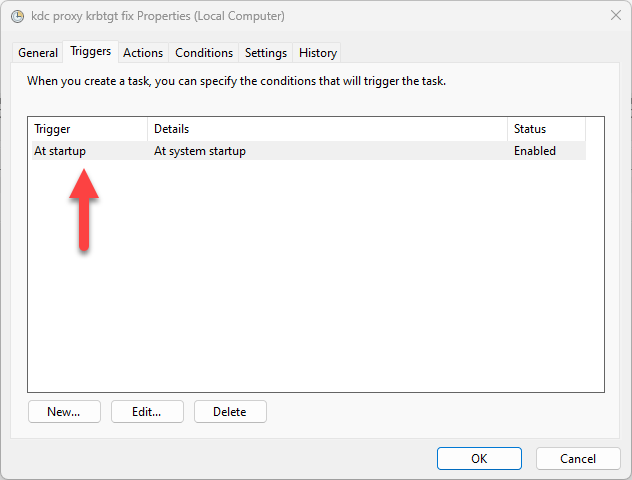 kdc proxy krbtgt fix Properties (Local Computer)
General Triggers Actions Conditions Settings History
When you create a task, you can specify the conditions that will trigger the task.
Trigger Details Status
At startup At system startup Enabled
New... Edit... Delete
OK Cancel